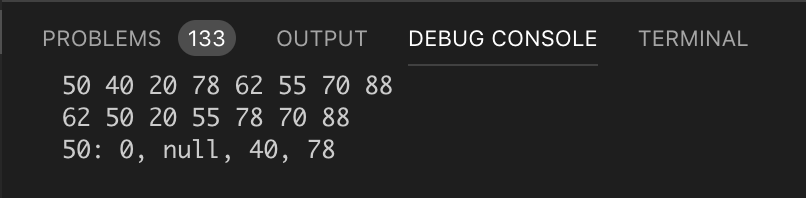 PROBLEMS 133 OUTPUT DEBUG CONSOLE TERMINAL
50 40 20 78 62 55 70 88
62 50 20 55 78 70 88
50: 0, null, 40, 78